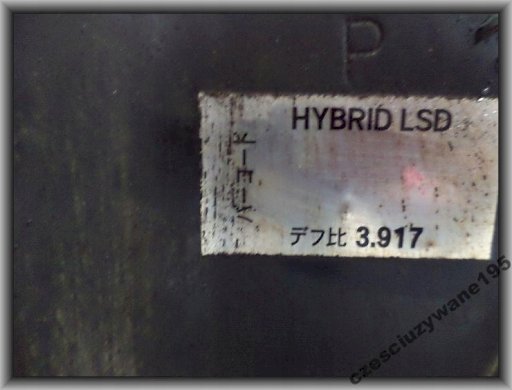 P
HYBRID LSD
デフ比 3.917
czesciuzywane195